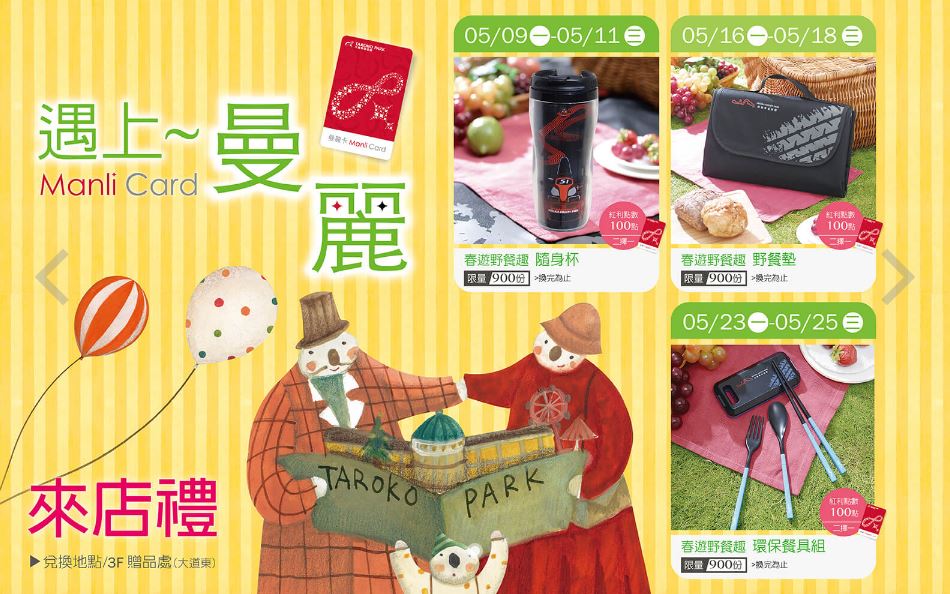 遇上~曼麗
Manli Card
TAROKO PARK
曼麗卡 Manli Card
05/09一-05/11三
紅利點數
100點
二擇一
春遊野餐趣 隨身杯
限量 900份 >換完為止
05/16一-05/18三
紅利點數
100點
二擇一
春遊野餐趣 野餐墊
限量 900份 >換完為止
05/23一-05/25三
紅利點數
100點
二擇一
春遊野餐趣 環保餐具組
限量 900份 >換完為止
TAROKO PARK
來店禮
▶兌換地點/3F 贈品處(大道東)